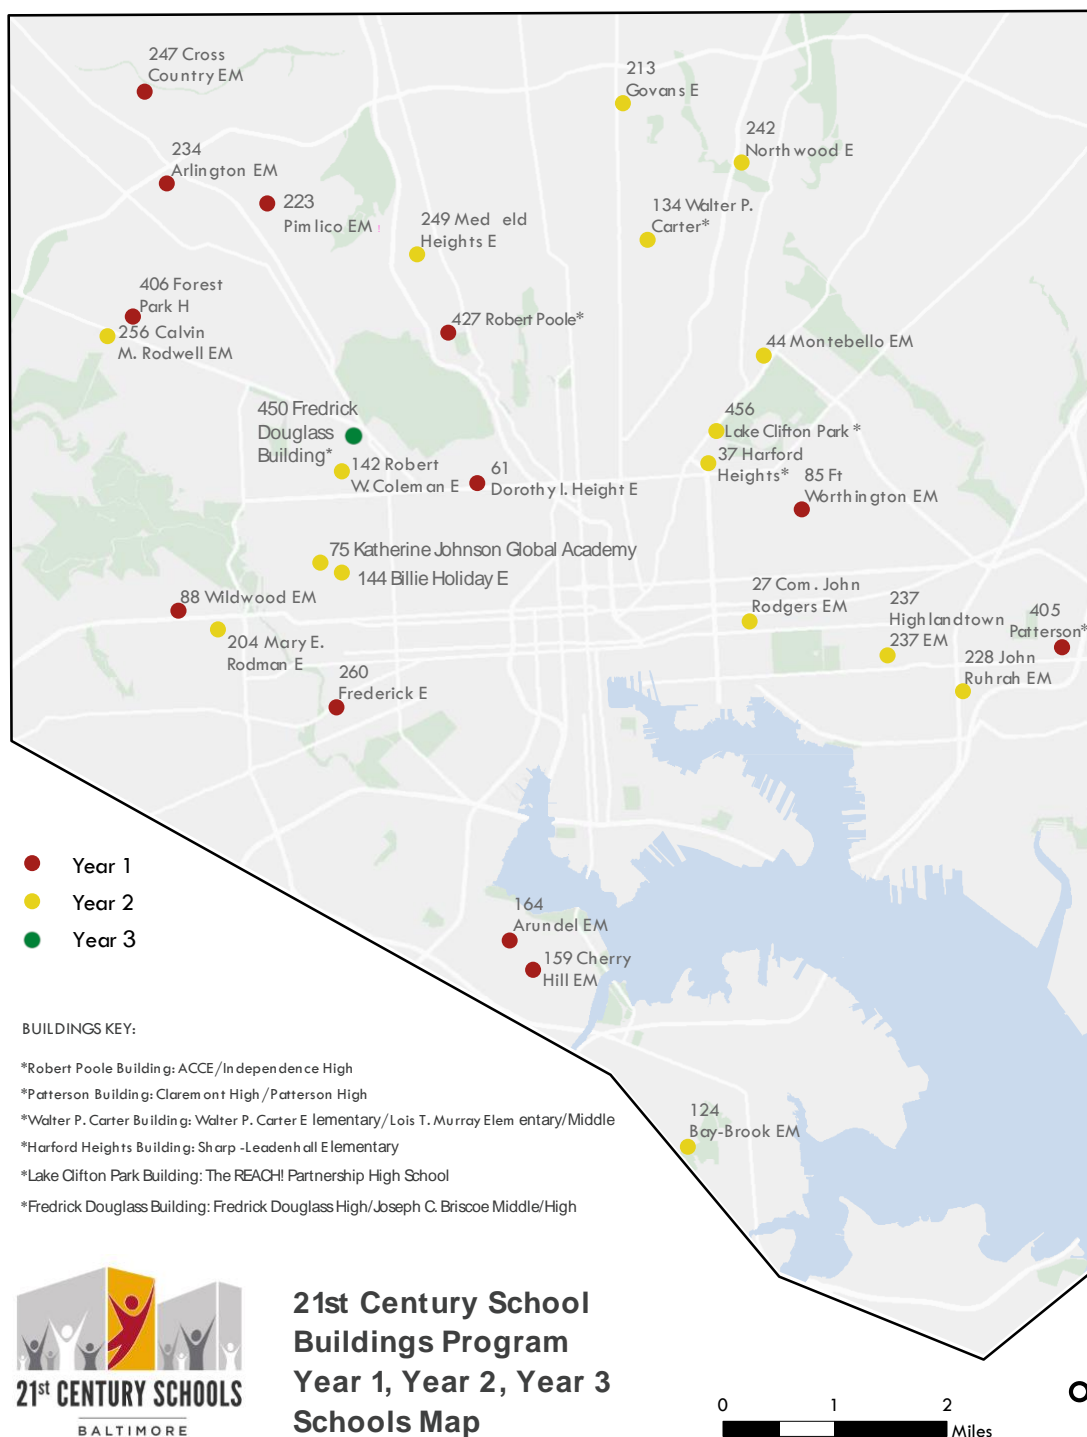 247 Cross
Country EM
213
Govans E
242
Northwood E
234
Arlington EM
223
Pimlico EM
249 Med eld
Heights E
134 Walter P.
Carter*
406 Forest
Park H
256 Calvin
M. Rodwell EM
427 Robert Poole*
44 Montebello EM
450 Fredrick
Douglass
Building*
142 Robert
W. Coleman E
61
Dorothy I. Height E
456
Lake Clifton Park *
37 Harford
Heights*
85 Ft
Worthington EM
75 Katherine Johnson Global Academy
144 Billie Holiday E
88 Wildwood EM
204 Mary E.
Rodman E
27 Com. John
Rodgers EM
237
Highlandtown
237 EM
405
Patterson*
228 John
Ruhrah EM
260
Frederick E
Year 1
Year 2
Year 3
164
Arundel EM
159 Cherry
Hill EM
124
Bay-Brook EM
BUILDINGS KEY:
*Robert Poole Building: ACCE/Independence High
*Patterson Building: Claremont High/Patterson High
*Walter P. Carter Building: Walter P. Carter E lementary/Lois T. Murray Elem entary/Middle
*Harford Heights Building: Sharp -Leadenhall Elementary
*Lake Clifton Park Building: The REACH! Partnership High School
*Fredrick Douglass Building: Fredrick Douglass High/Joseph C. Briscoe Middle/High
21st CENTURY SCHOOLS
BALTIMORE
21st Century School
Buildings Program
Year 1, Year 2, Year 3
Schools Map
0 1 2
Miles